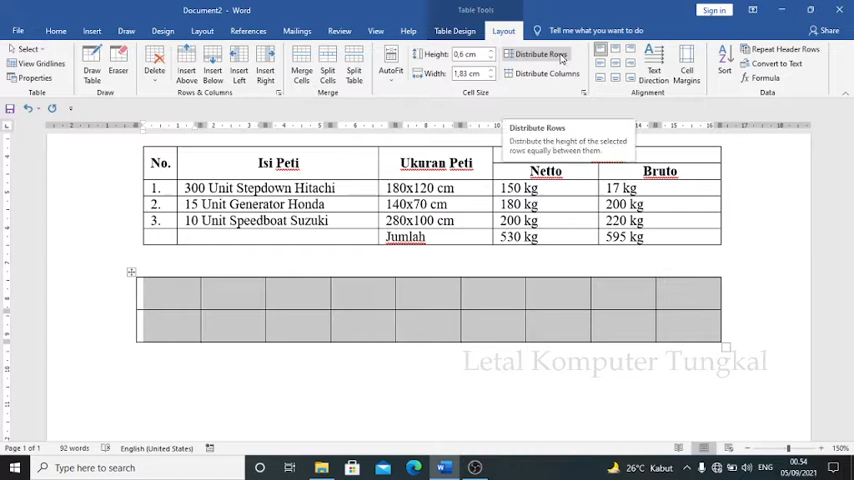 Document2 - Word
Table Tools
Sign in
File
Home
Insert
Draw
Design
Layout
References
Mailings
Review
View
Help
Table Design
Layout
Tell me what you want to do
Select
View Gridlines
Properties
Table
Draw Table
Eraser
Draw
Delete
Insert Above
Insert Below
Insert Left
Insert Right
Rows & Columns
Merge Cells
Split Cells
Split Table
Merge
AutoFit
Height: 0,6 cm
Width: 1,83 cm
Distribute Rows
Distribute Columns
Cell Size
Text Direction
Cell Margins
Alignment
Sort
Repeat Header Rows
Convert to Text
Formula
Data
Distribute Rows
Distribute the height of the selected
rows equally between them.
No. Isi Peti Ukuran Peti Netto Bruto
1. 300 Unit Stepdown Hitachi 180x120 cm 150 kg 17 kg
2. 15 Unit Generator Honda 140x70 cm 180 kg 200 kg
3. 10 Unit Speedboat Suzuki 280x100 cm 200 kg 220 kg
Jumlah 530 kg 595 kg
Letal Komputer Tungkal
Page 1 of 1
92 words
English (United States)
150%
Type here to search
26°C Kabut
ENG
00.54
05/09/2021